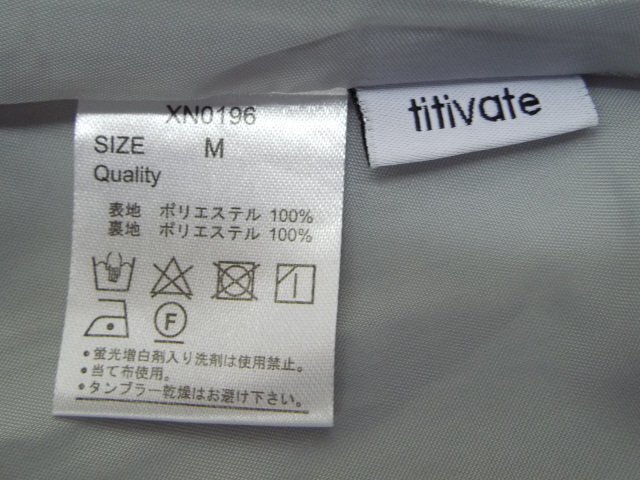 XN0196
SIZE M
Quality
表地 ポリエステル 100%
裏地 ポリエステル 100%
F
•蛍光増白剤入り洗剤は使用禁止。
•当て布使用。
•タンブラー乾燥はお避け下さい。
titivate